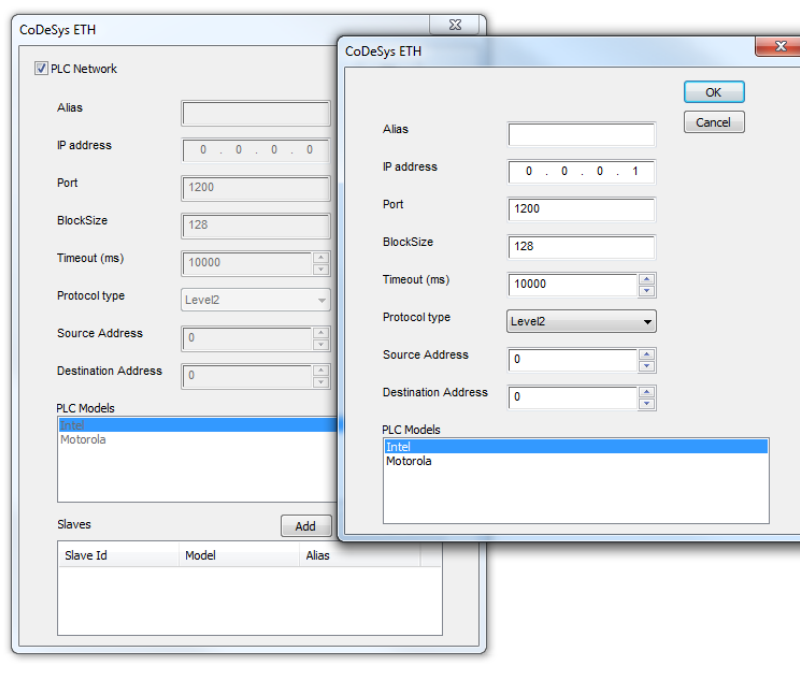 CoDeSys ETH
PLC Network
Alias
IP address 0 . 0 . 0 . 0
Port 1200
BlockSize 128
Timeout (ms) 10000
Protocol type Level2
Source Address 0
Destination Address 0
PLC Models
Intel
Motorola
Slaves Add
Slave Id Model Alias
CoDeSys ETH
OK
Cancel
Alias
IP address 0 . 0 . 0 . 1
Port 1200
BlockSize 128
Timeout (ms) 10000
Protocol type Level2
Source Address 0
Destination Address 0
PLC Models
Intel
Motorola